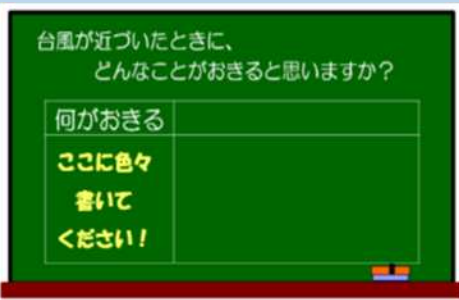 台風が近づいたときに、
どんなことがおきると思いますか？
何がおきる
ここに色々
書いて
ください！